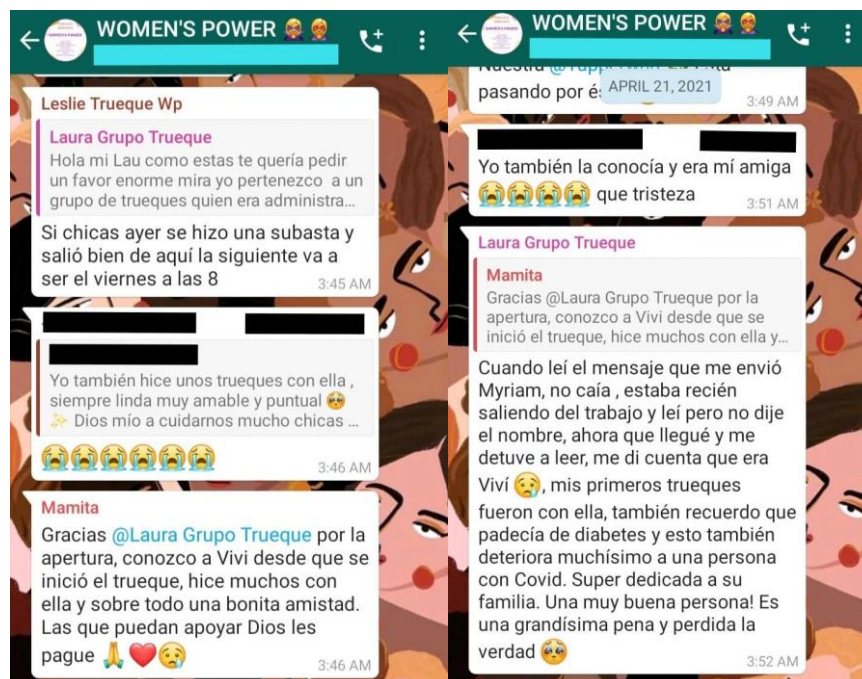 WOMEN'S POWER
Leslie Trueque Wp
Laura Grupo Trueque
Hola mi Lau como estas te quería pedir
un favor enorme mira yo pertenezco a un
grupo de trueques quien era administra...
Si chicas ayer se hizo una subasta y
salió bien de aquí la siguiente va a
ser el viernes a las 8
3:45 AM
Yo también hice unos trueques con ella ,
siempre linda muy amable y puntual 🥺
✨ Dios mío a cuidarnos mucho chicas ...
😭😭😭😭😭😭
3:46 AM
Mamita
Gracias @Laura Grupo Trueque por la
apertura, conozco a Vivi desde que se
inició el trueque, hice muchos con
ella y sobre todo una bonita amistad.
Las que puedan apoyar Dios les
pague 🙏❤️😢
3:46 AM
WOMEN'S POWER
pasando por
APRIL 21, 2021
3:49 AM
Yo también la conocía y era mí amiga
😭😭😭😭 que tristeza
3:51 AM
Laura Grupo Trueque
Mamita
Gracias @Laura Grupo Trueque por la
apertura, conozco a Vivi desde que se
inició el trueque, hice muchos con ella y...
Cuando leí el mensaje que me envió
Myriam, no caía , estaba recién
saliendo del trabajo y leí pero no dije
el nombre, ahora que llegué y me
detuve a leer, me di cuenta que era
Viví 😢, mis primeros trueques
fueron con ella, también recuerdo que
padecía de diabetes y esto también
deteriora muchísimo a una persona
con Covid. Super dedicada a su
familia. Una muy buena persona! Es
una grandísima pena y perdida la
verdad 🥺
3:52 AM